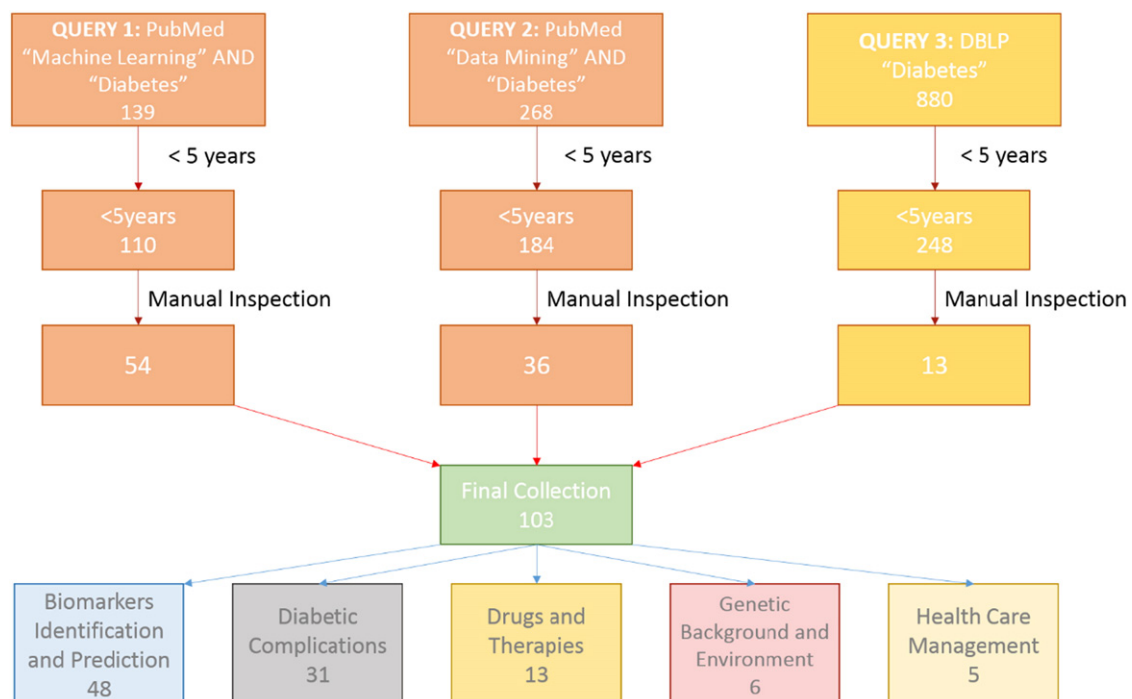 QUERY 1: PubMed
“Machine Learning” AND
“Diabetes”
139
QUERY 2: PubMed
“Data Mining” AND
“Diabetes”
268
QUERY 3: DBLP
“Diabetes”
880
< 5 years
< 5 years
< 5 years
<5years
110
<5years
184
<5years
248
Manual Inspection
Manual Inspection
Manual Inspection
54
36
13
Final Collection
103
Biomarkers
Identification
and Prediction
48
Diabetic
Complications
31
Drugs and
Therapies
13
Genetic
Background and
Environment
6
Health Care
Management
5